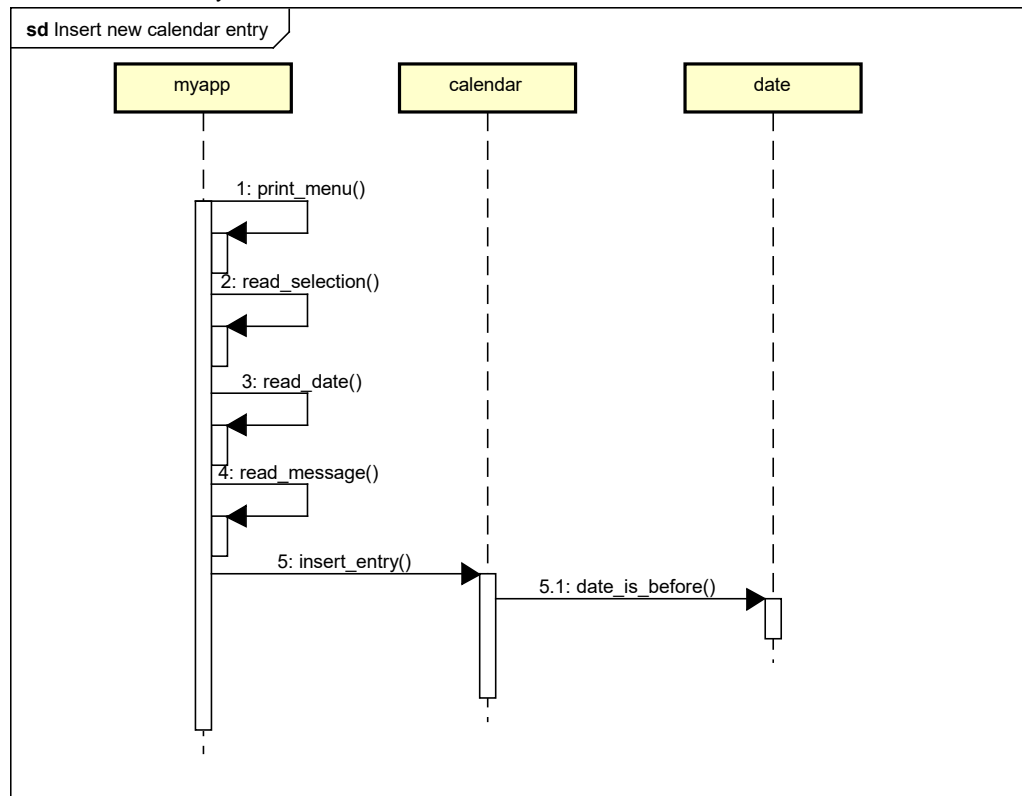 sd Insert new calendar entry
myapp
calendar
date
1: print_menu()
2: read_selection()
3: read_date()
4: read_message()
5: insert_entry()
5.1: date_is_before()